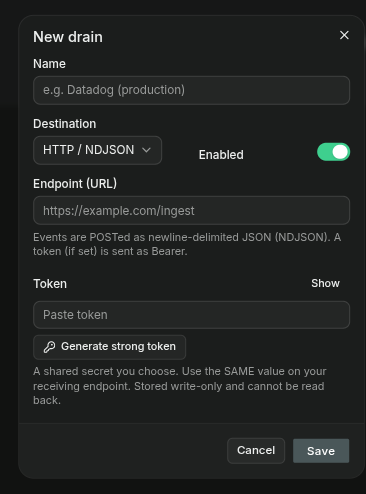 New drain
Name
e.g. Datadog (production)
Destination
HTTP / NDJSON
Enabled
Endpoint (URL)
https://example.com/ingest
Events are POSTed as newline-delimited JSON (NDJSON). A
token (if set) is sent as Bearer.
Token
Show
Paste token
Generate strong token
A shared secret you choose. Use the SAME value on your
receiving endpoint. Stored write-only and cannot be read
back.
Cancel
Save